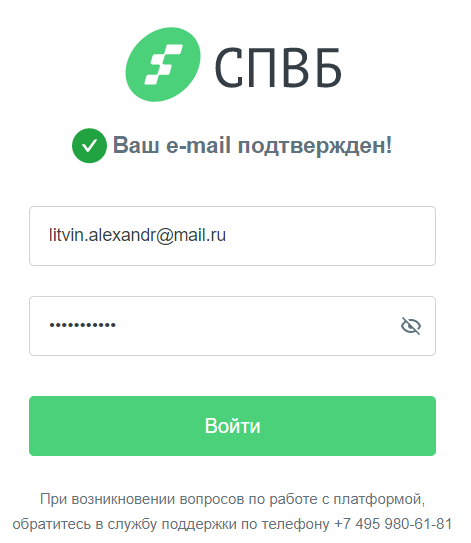 СПВБ
Ваш e-mail подтвержден!
litvin.alexandr@mail.ru
•••••••••••
Войти
При возникновении вопросов по работе с платформой,
обратитесь в службу поддержки по телефону +7 495 980-61-81